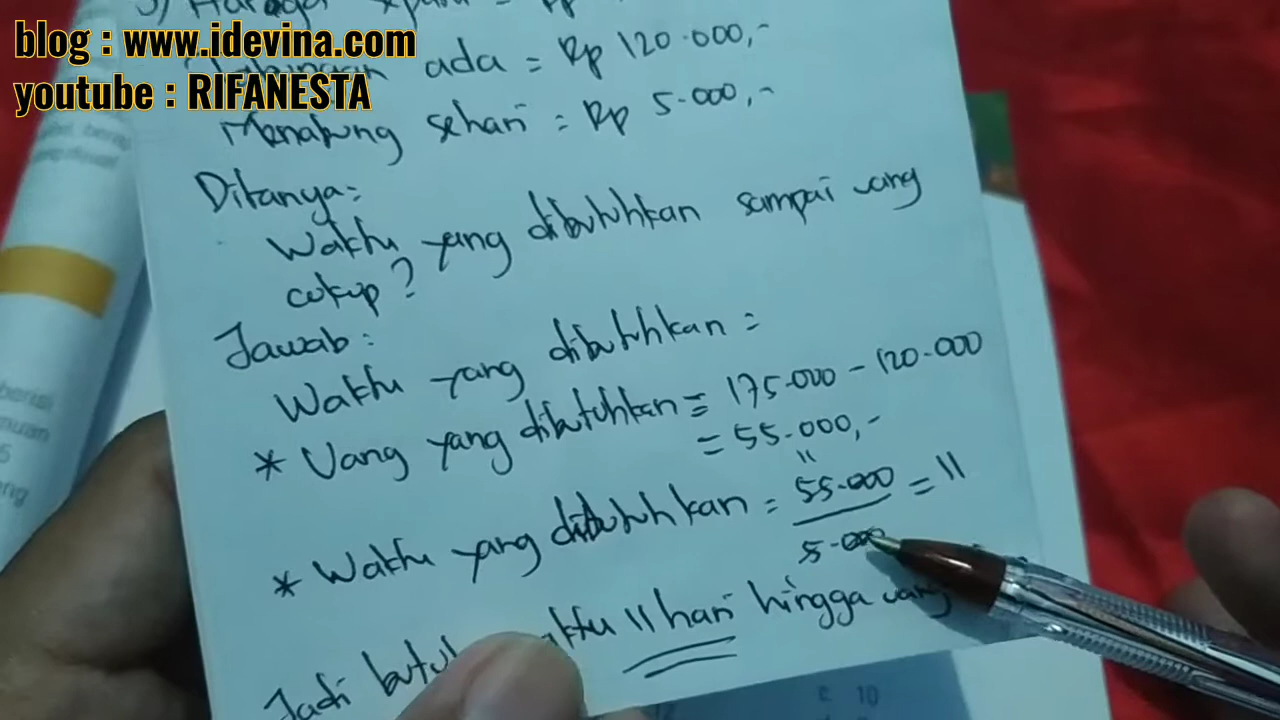 blog : www.idevina.com
youtube : RIFANESTA
ada = Rp 120.000,-
Menabung sehari = Rp 5.000,-
Ditanya:
Waktu yang dibutuhkan sampai uang
cukup?
Jawab:
Waktu yang dibutuhkan =
* Uang yang dibutuhkan = 175.000 - 120.000
= 55.000,-
* Waktu yang dibutuhkan = 55.000 = 11
5.000
Jadi 11 hari hingga uang
10